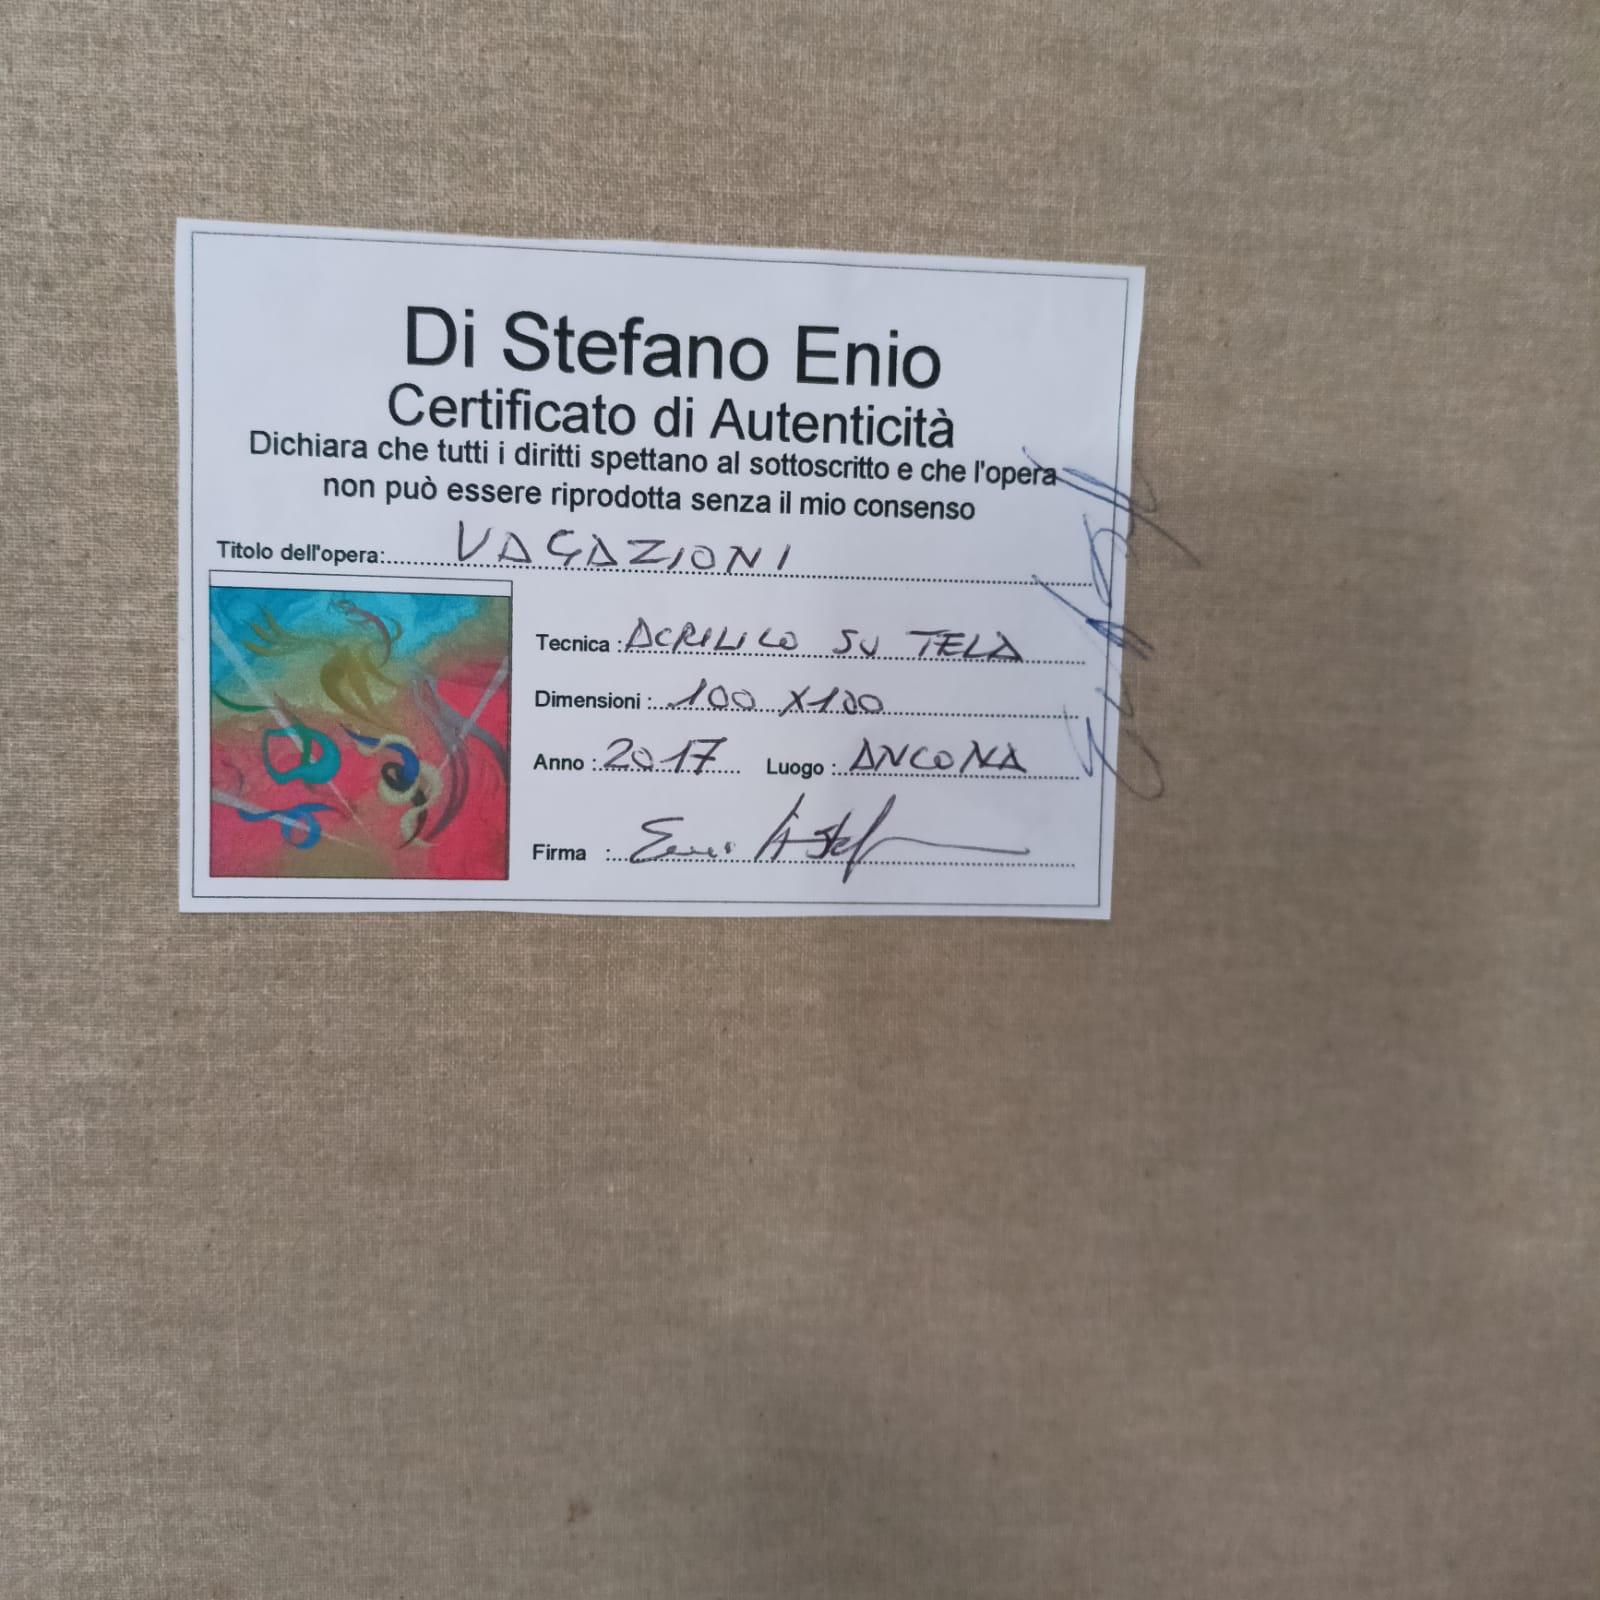 Di Stefano Enio
Certificato di Autenticità
Dichiara che tutti i diritti spettano al sottoscritto e che l'opera
non può essere riprodotta senza il mio consenso
Titolo dell'opera: VAGAZIONI
Tecnica : ACRILICO SU TELA
Dimensioni : 100 X 100
Anno : 2017 Luogo : ANCONA
Firma :